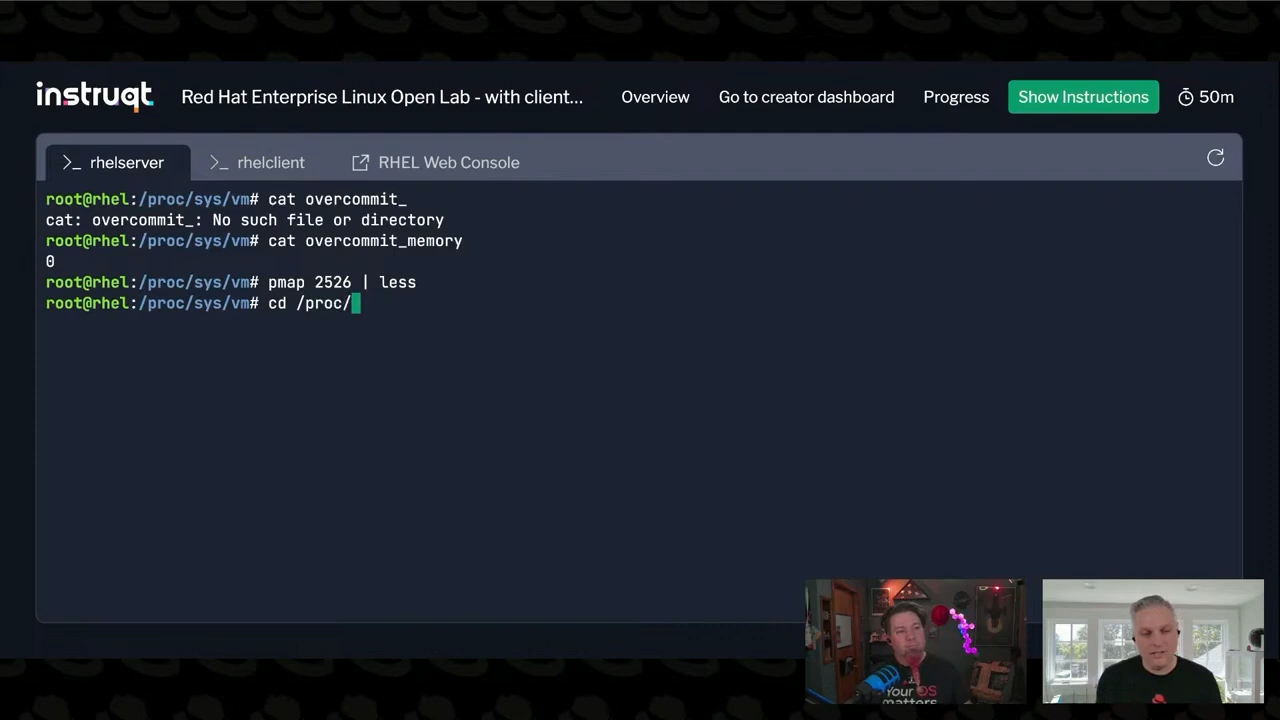 instruqt
Red Hat Enterprise Linux Open Lab - with client...
Overview
Go to creator dashboard
Progress
Show Instructions
50m
>_ rhelserver
>_ rhelclient
RHEL Web Console
root@rhel:/proc/sys/vm# cat overcommit_
cat: overcommit_: No such file or directory
root@rhel:/proc/sys/vm# cat overcommit_memory
0
root@rhel:/proc/sys/vm# pmap 2526 | less
root@rhel:/proc/sys/vm# cd /proc/
Your OS
matters